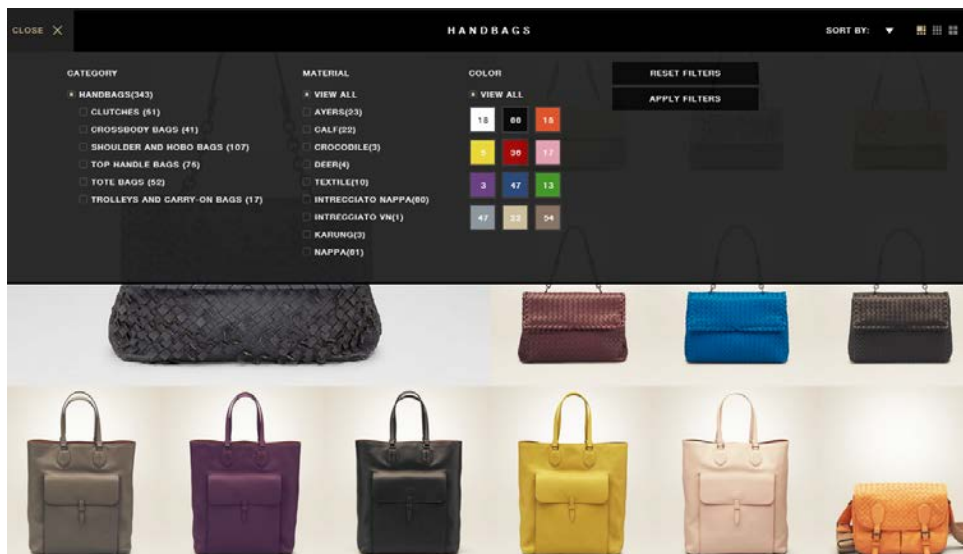 CLOSE X
HANDBAGS
SORT BY:
CATEGORY
HANDBAGS(343)
CLUTCHES (51)
CROSSBODY BAGS (41)
SHOULDER AND HOBO BAGS (107)
TOP HANDLE BAGS (75)
TOTE BAGS (52)
TROLLEYS AND CARRY-ON BAGS (17)
MATERIAL
VIEW ALL
AYERS(23)
CALF(22)
CROCODILE(3)
DEER(4)
TEXTILE(10)
INTRECCIATO NAPPA(60)
INTRECCIATO VN(1)
KARUNG(3)
NAPPA(61)
COLOR
VIEW ALL
18 66 18
5 36 17
3 47 13
47 22 54
RESET FILTERS
APPLY FILTERS